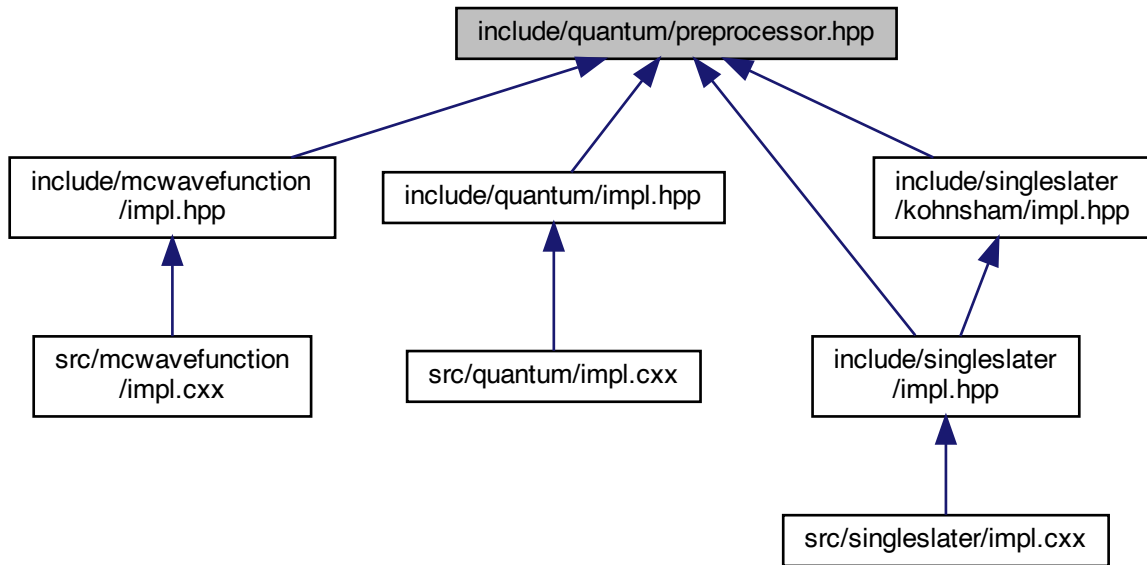 include/quantum/preprocessor.hpp
include/mcwavefunction
/impl.hpp
include/quantum/impl.hpp
include/singleslater
/kohnsham/impl.hpp
src/mcwavefunction
/impl.cxx
src/quantum/impl.cxx
include/singleslater
/impl.hpp
src/singleslater/impl.cxx